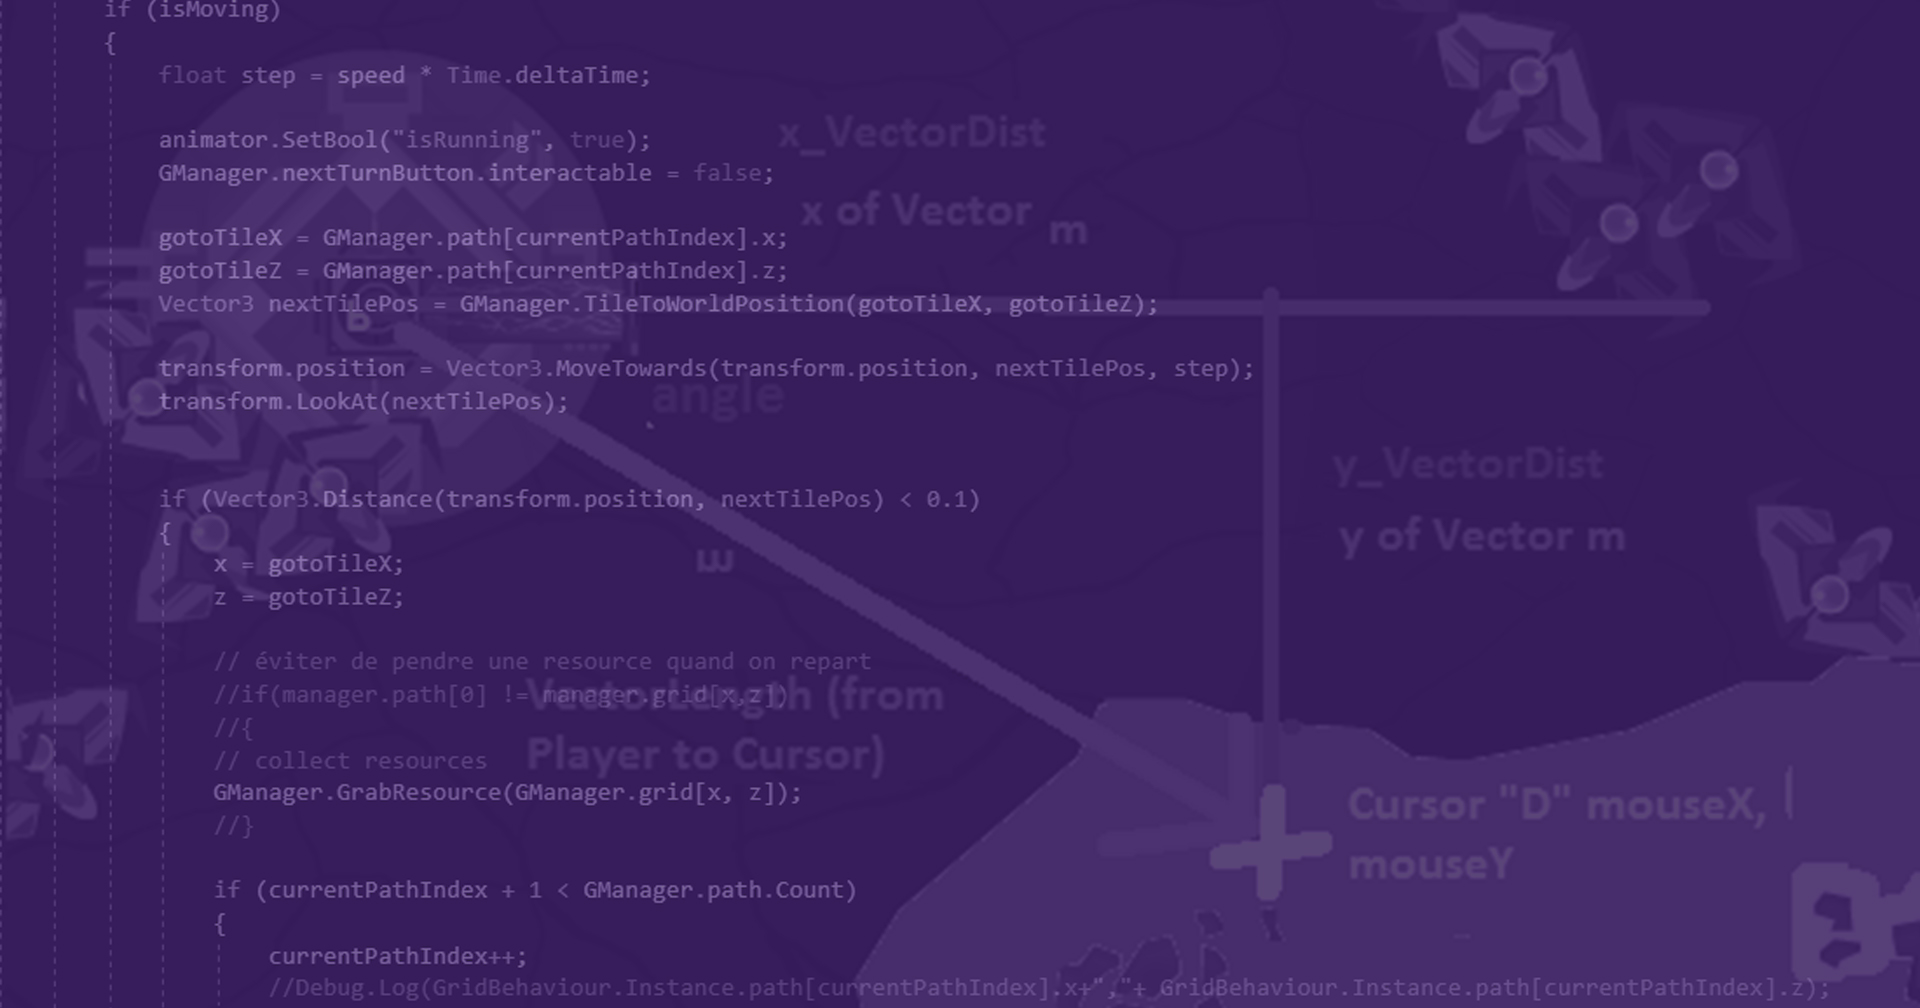 if (isMoving)
{
float step = speed * Time.deltaTime;
animator.SetBool("isRunning", true);
GManager.nextTurnButton.interactable = false;
gotoTileX = GManager.path[currentPathIndex].x;
gotoTileZ = GManager.path[currentPathIndex].z;
Vector3 nextTilePos = GManager.TileToWorldPosition(gotoTileX, gotoTileZ);
transform.position = Vector3.MoveTowards(transform.position, nextTilePos, step);
transform.LookAt(nextTilePos);
if (Vector3.Distance(transform.position, nextTilePos) < 0.1)
{
x = gotoTileX;
z = gotoTileZ;
// éviter de pendre une resource quand on repart
//if(manager.path[0] != manager.grid[x,z])
//{
// collect resources
GManager.GrabResource(GManager.grid[x, z]);
//}
if (currentPathIndex + 1 < GManager.path.Count)
{
currentPathIndex++;
//Debug.Log(GridBehaviour.Instance.path[currentPathIndex].x+","+ GridBehaviour.Instance.path[currentPathIndex].z);
x_VectorDist
x of Vector m
angle
m
y_VectorDist
y of Vector m
VectorLength (from
Player to Cursor)
Cursor "D" mouseX,
mouseY